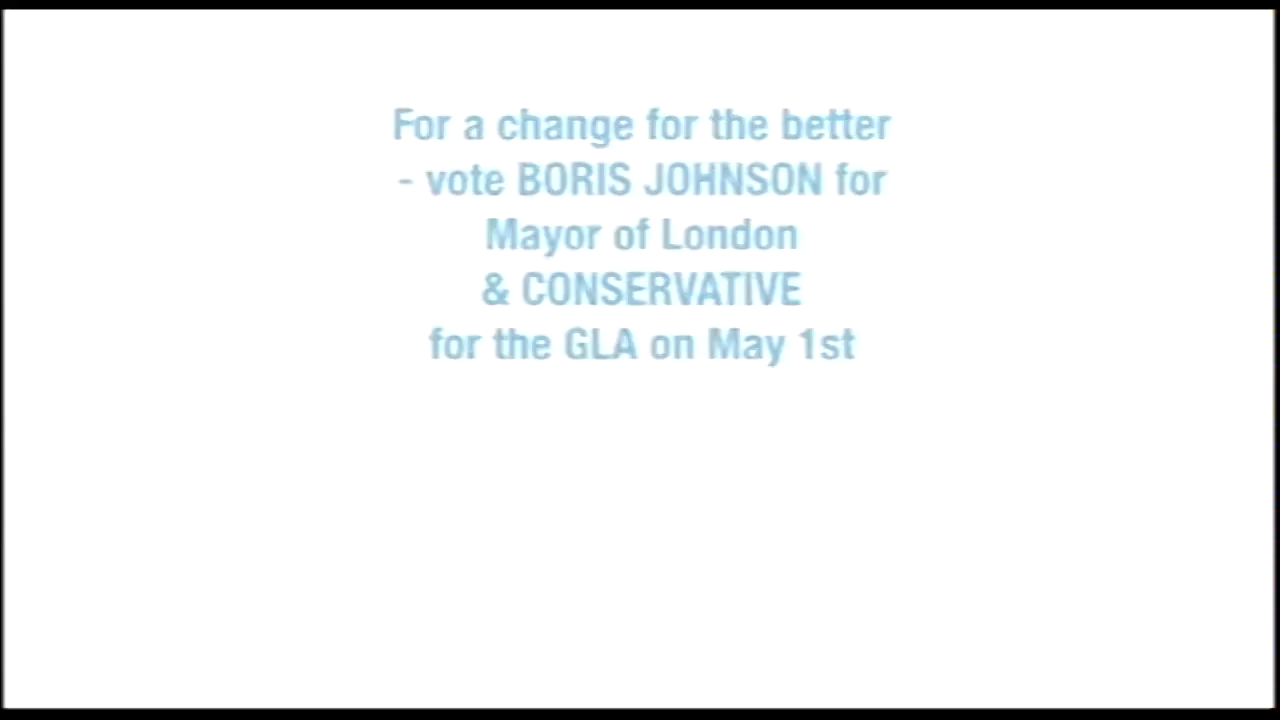 For a change for the better
- vote BORIS JOHNSON for
Mayor of London
& CONSERVATIVE
for the GLA on May 1st